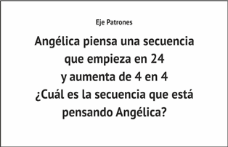 Eje Patrones
Angélica piensa una secuencia
que empieza en 24
y aumenta de 4 en 4
¿Cuál es la secuencia que está
pensando Angélica?